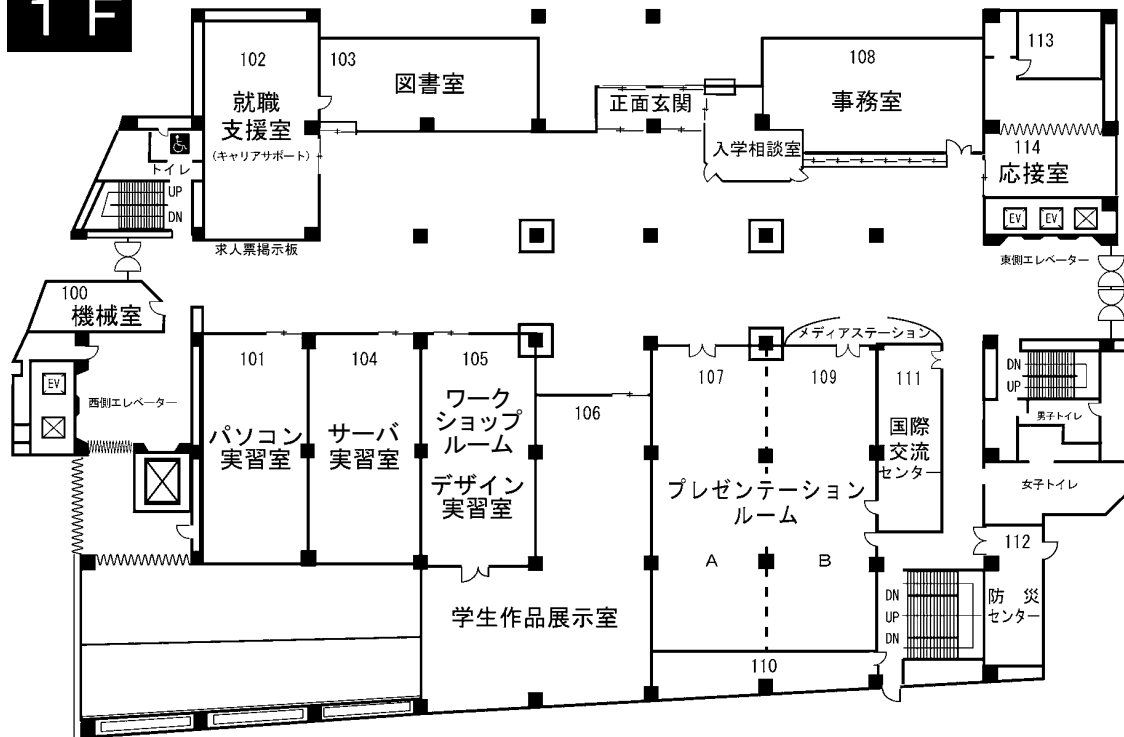 1F
102
就職
支援室
(キャリアサポート)
103
図書室
正面玄関
108
事務室
113
入学相談室
114
応接室
トイレ
UP
DN
求人票掲示板
EV
EV
東側エレベーター
100
機械室
メディアステーション
EV
西側エレベーター
101
パソコン
実習室
104
サーバ
実習室
105
ワーク
ショップ
ルーム
デザイン
実習室
106
学生作品展示室
107
109
プレゼンテーション
ルーム
A
B
110
111
国際
交流
センター
DN
UP
男子トイレ
女子トイレ
112
防災
センター
DN
UP
DN